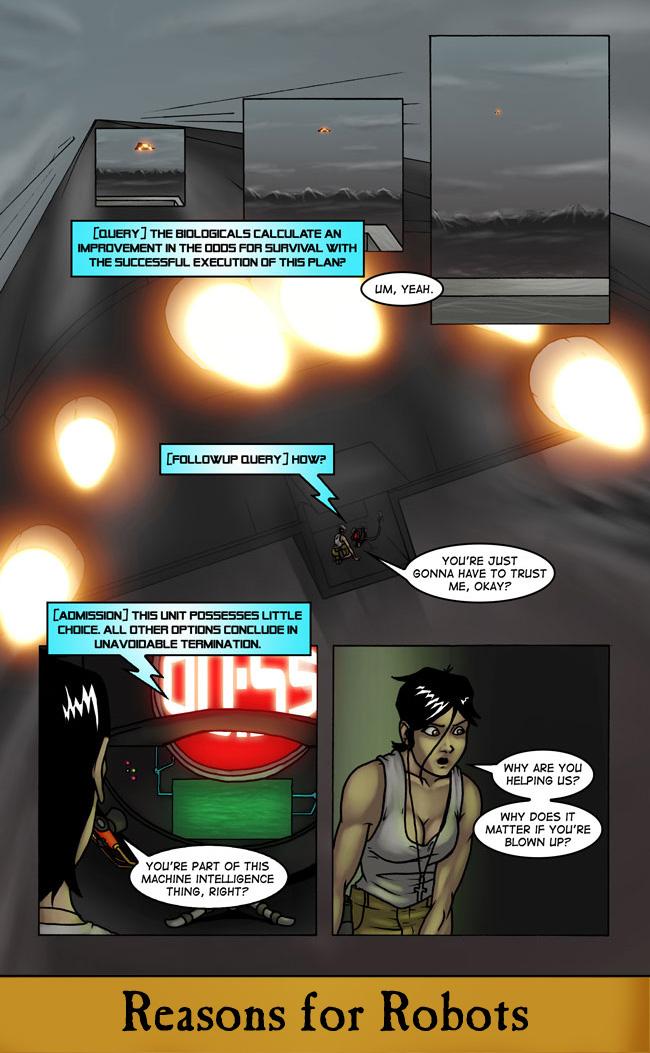 [QUERY] THE BIOLOGICALS CALCULATE AN
IMPROVEMENT IN THE ODDS FOR SURVIVAL WITH
THE SUCCESSFUL EXECUTION OF THIS PLAN?
UM, YEAH.
[FOLLOWUP QUERY] HOW?
YOU'RE JUST
GONNA HAVE TO TRUST
ME, OKAY?
[ADMISSION] THIS UNIT POSSESSES LITTLE
CHOICE. ALL OTHER OPTIONS CONCLUDE IN
UNAVOIDABLE TERMINATION.
YOU'RE PART OF THIS
MACHINE INTELLIGENCE
THING, RIGHT?
WHY ARE YOU
HELPING US?
WHY DOES IT
MATTER IF YOU'RE
BLOWN UP?
Reasons for Robots